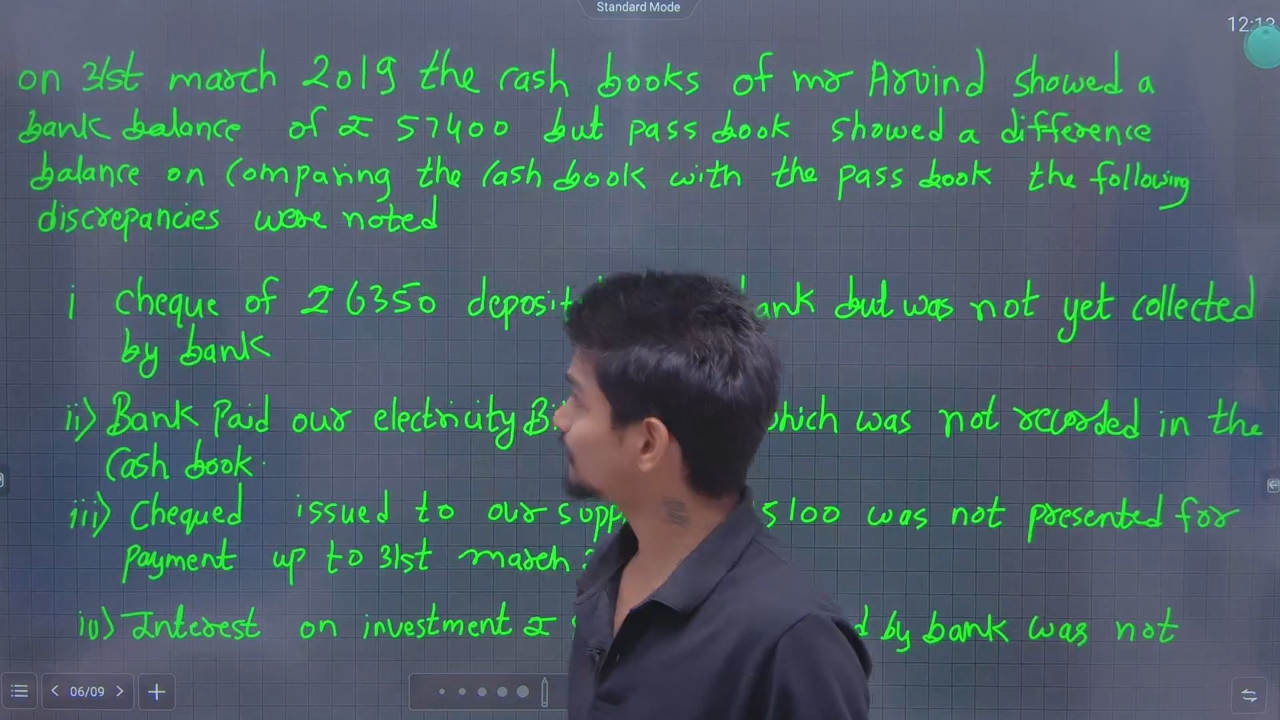 Standard Mode
12:12
on 31st march 2019 the cash books of mr Arvind showed a
bank balance of ₹ 57400 but pass book showed a difference
balance on Comparing the cash book with the pass book the following
discrepancies were noted
i cheque of ₹ 6350 bank but was not yet collected
by bank
ii) Bank Paid our electricity which was not recorded in the
Cash book.
iii) Chequed issued to our 5100 was not presented for
payment up to 31st march
iv) Interest on investment ₹ by bank was not
06/09